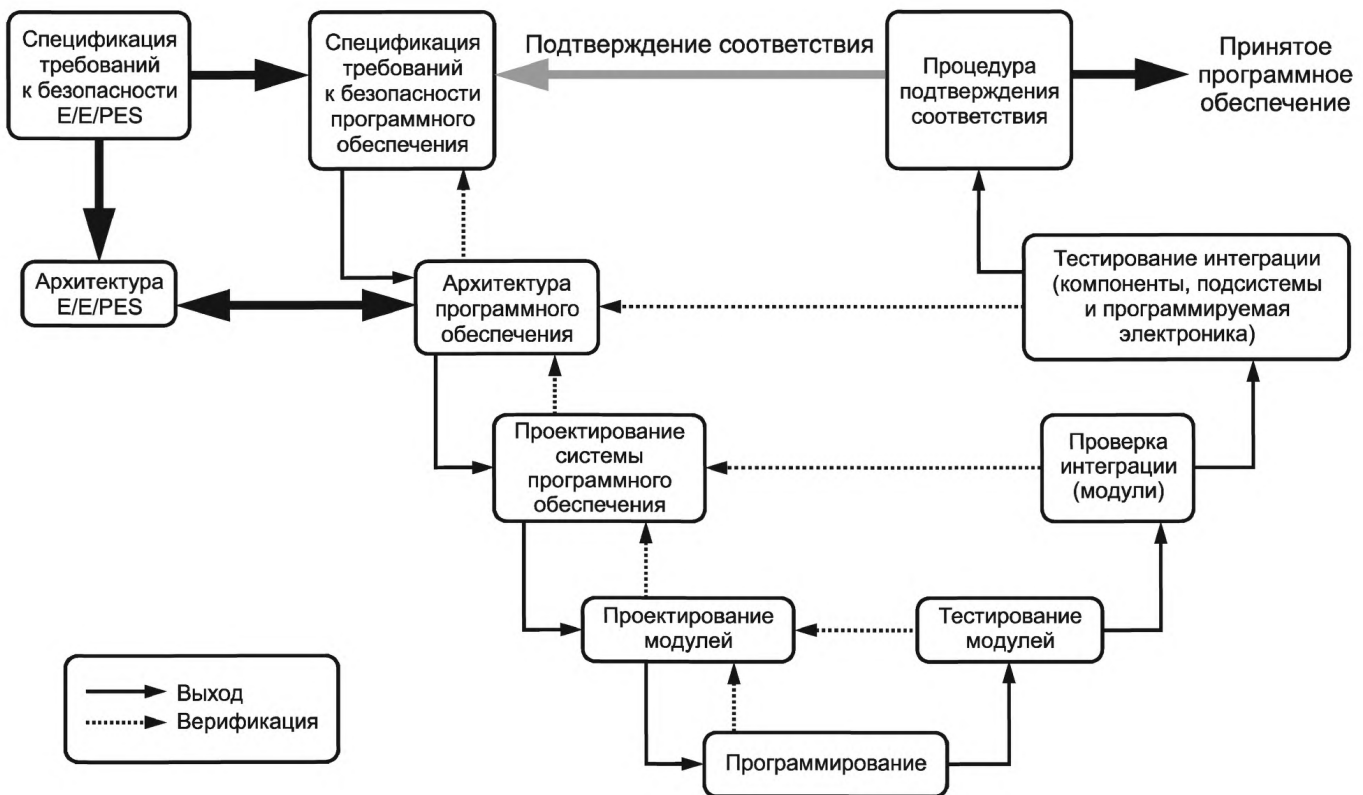 Спецификация
требований
к безопасности
E/E/PES
Спецификация
требований
к безопасности
программного
обеспечения
Подтверждение соответствия
Процедура
подтверждения
соответствия
Принятое
программное
обеспечение
Архитектура
E/E/PES
Архитектура
программного
обеспечения
Тестирование интеграции
(компоненты, подсистемы
и программируемая
электроника)
Проектирование
системы
программного
обеспечения
Проверка
интеграции
(модули)
Проектирование
модулей
Тестирование
модулей
Программирование
Выход
Верификация